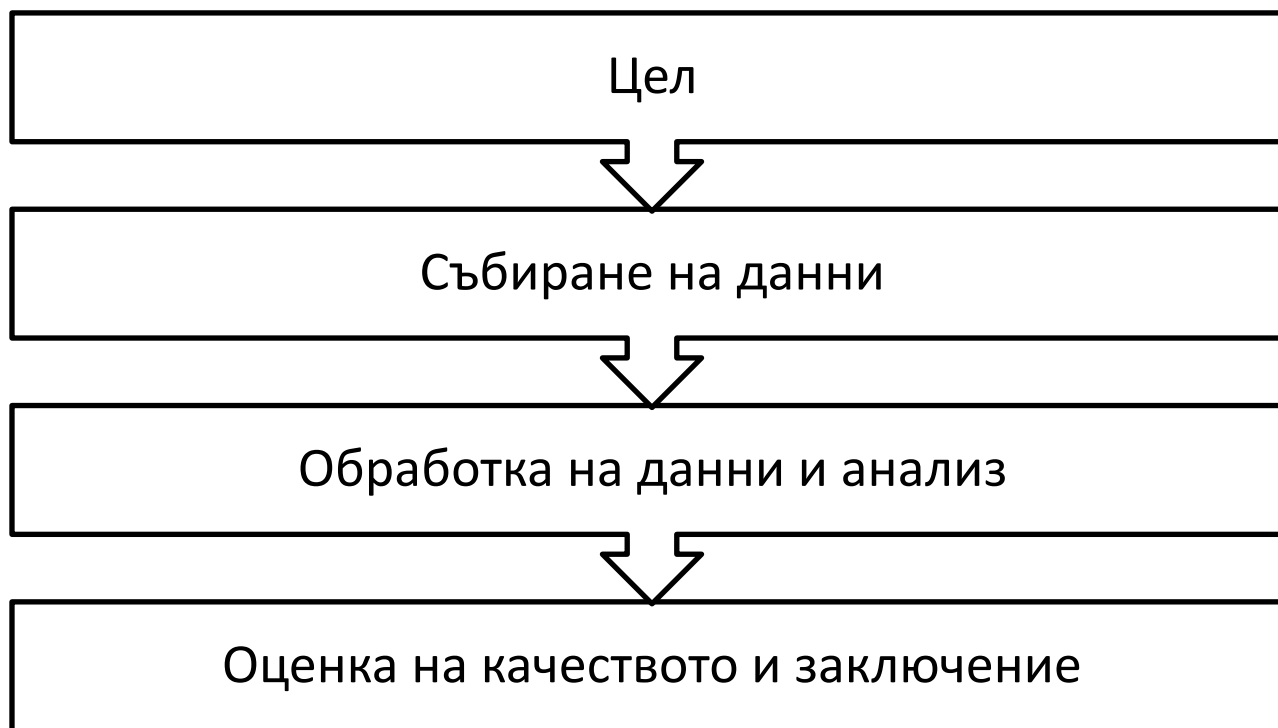 Цел
Събиране на данни
Обработка на данни и анализ
Оценка на качеството и заключение